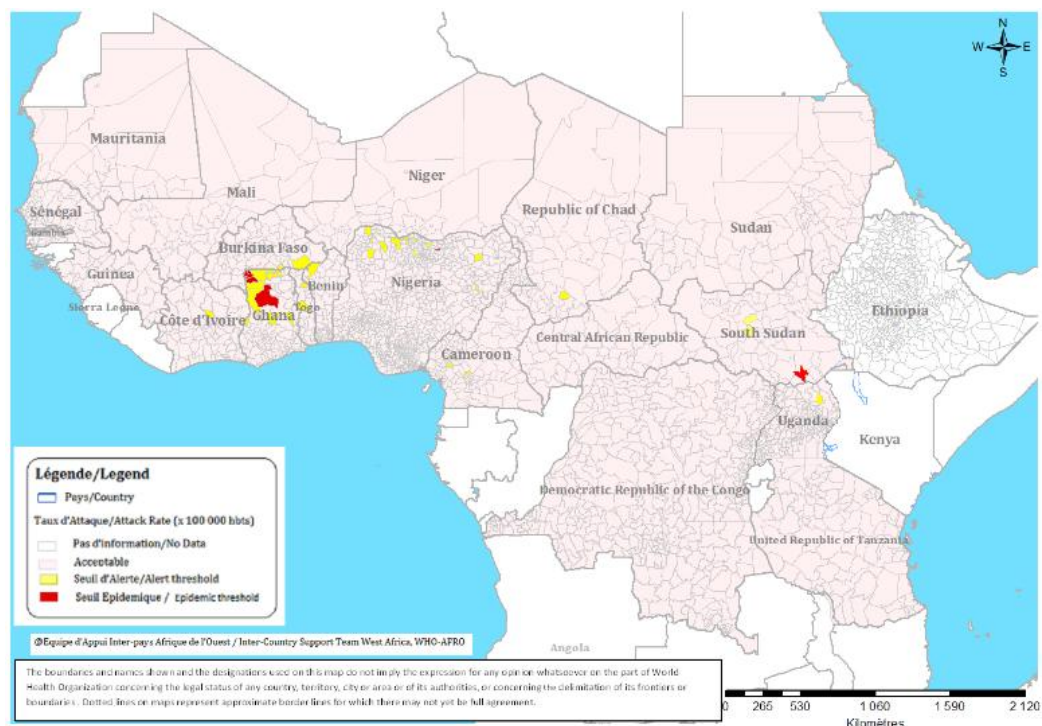 N
W E
S
Mauritania
Mali
Niger
Republic of Chad
Sudan
Sénégal
Gambia
Burkina Faso
Guinea
Benin
Nigeria
Ethiopia
Sierra Leone
Côte d'Ivoire
Ghana
Togo
South Sudan
Central African Republic
Cameroon
Uganda
Kenya
Democratic Republic of the Congo
United Republic of Tanzania
Angola
Légende/Legend
Pays/Country
Taux d'Attaque/Attack Rate (x 100 000 hbts)
Pas d'information/No Data
Acceptable
Seuil d'Alerte/Alert threshold
Seuil Epidemique / Epidemic threshold
@Equipe d'Appui Inter-pays Afrique de l'Ouest / Inter-Country Support Team West Africa, WHO-AFRO
The boundaries and names shown and the designations used on this map do not imply the expression for any opinion whatsoever on the part of World
Health Organization concerning the legal status of any country, territory, city or area or of its authorities, or concerning the delimitation of its frontiers or
boundaries. Dotted lines on maps represent approximate border lines for which there may not yet be full agreement.
0 265 530 1 060 1 590 2 120
Kilomètres